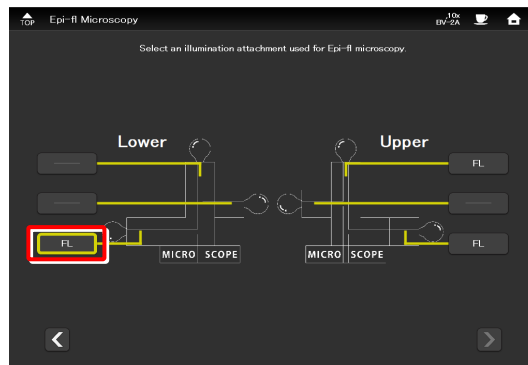 TOP Epi-fl Microscopy 10x
BV-2A
Select an illumination attachment used for Epi-fl microscopy.
Lower Upper
FL
FL FL
MICRO SCOPE MICRO SCOPE